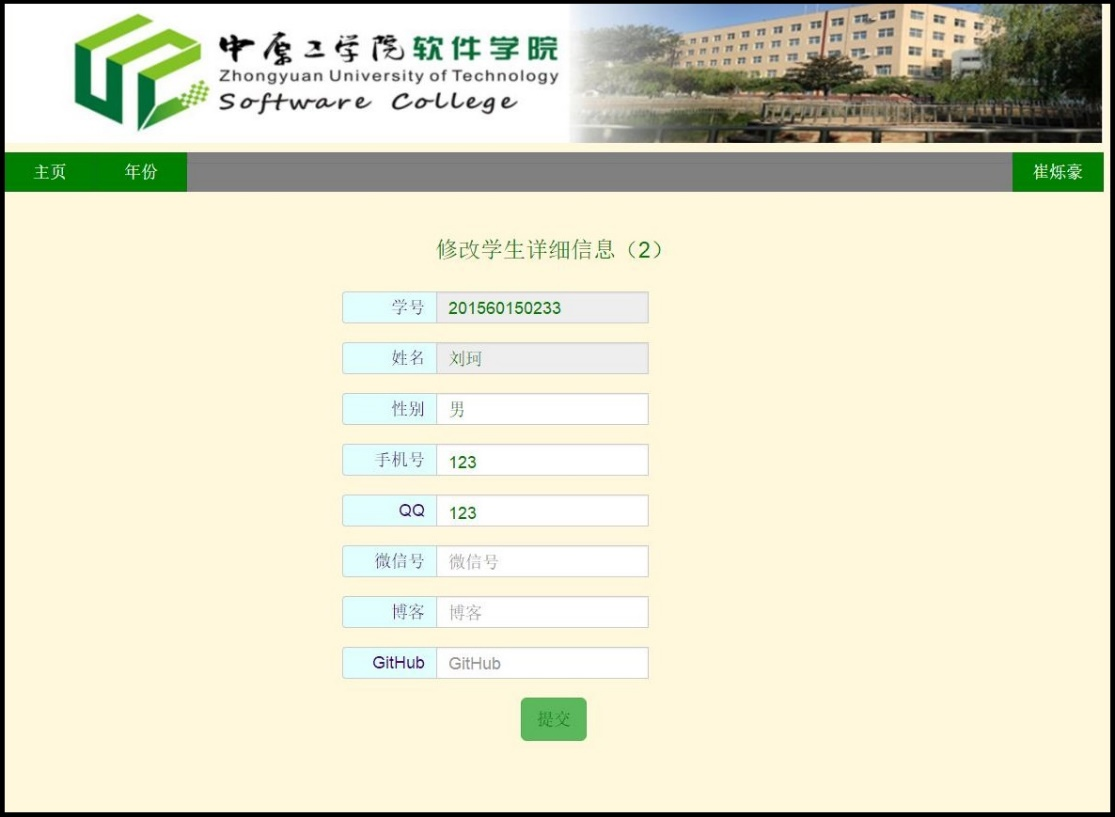 中原工学院软件学院
Zhongyuan University of Technology
Software College
主页 年份 崔烁豪
修改学生详细信息（2）
学号 201560150233
姓名 刘珂
性别 男
手机号 123
QQ 123
微信号 微信号
博客 博客
GitHub GitHub
提交